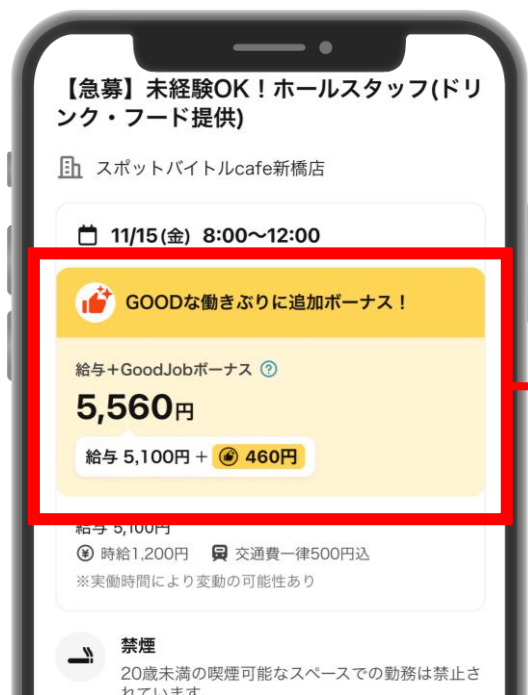 【急募】未経験OK！ホールスタッフ(ドリ
ンク・フード提供)
スポットバイトルcafe新橋店
11/15(金) 8:00〜12:00
GOODな働きぶりに追加ボーナス！
給与+GoodJobボーナス ?
5,560円
給与 5,100円 + 460円
給与 5,100円
¥ 時給1,200円 交通費一律500円込
※実働時間により変動の可能性あり
禁煙
20歳未満の喫煙可能なスペースでの勤務は禁止さ
れています